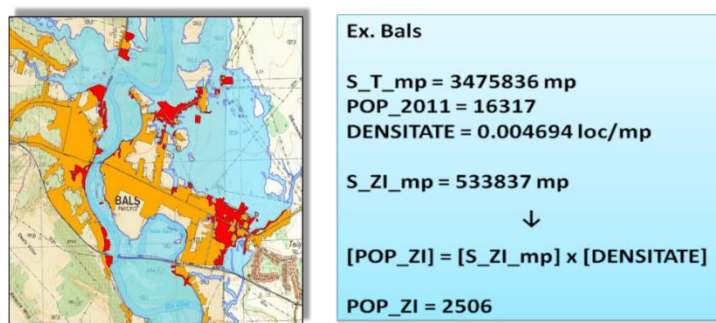 BALS
Ex. Bals
S_T_mp = 3475836 mp
POP_2011 = 16317
DENSITATE = 0.004694 loc/mp
S_ZI_mp = 533837 mp
↓
[POP_ZI] = [S_ZI_mp] x [DENSITATE]
POP_ZI = 2506